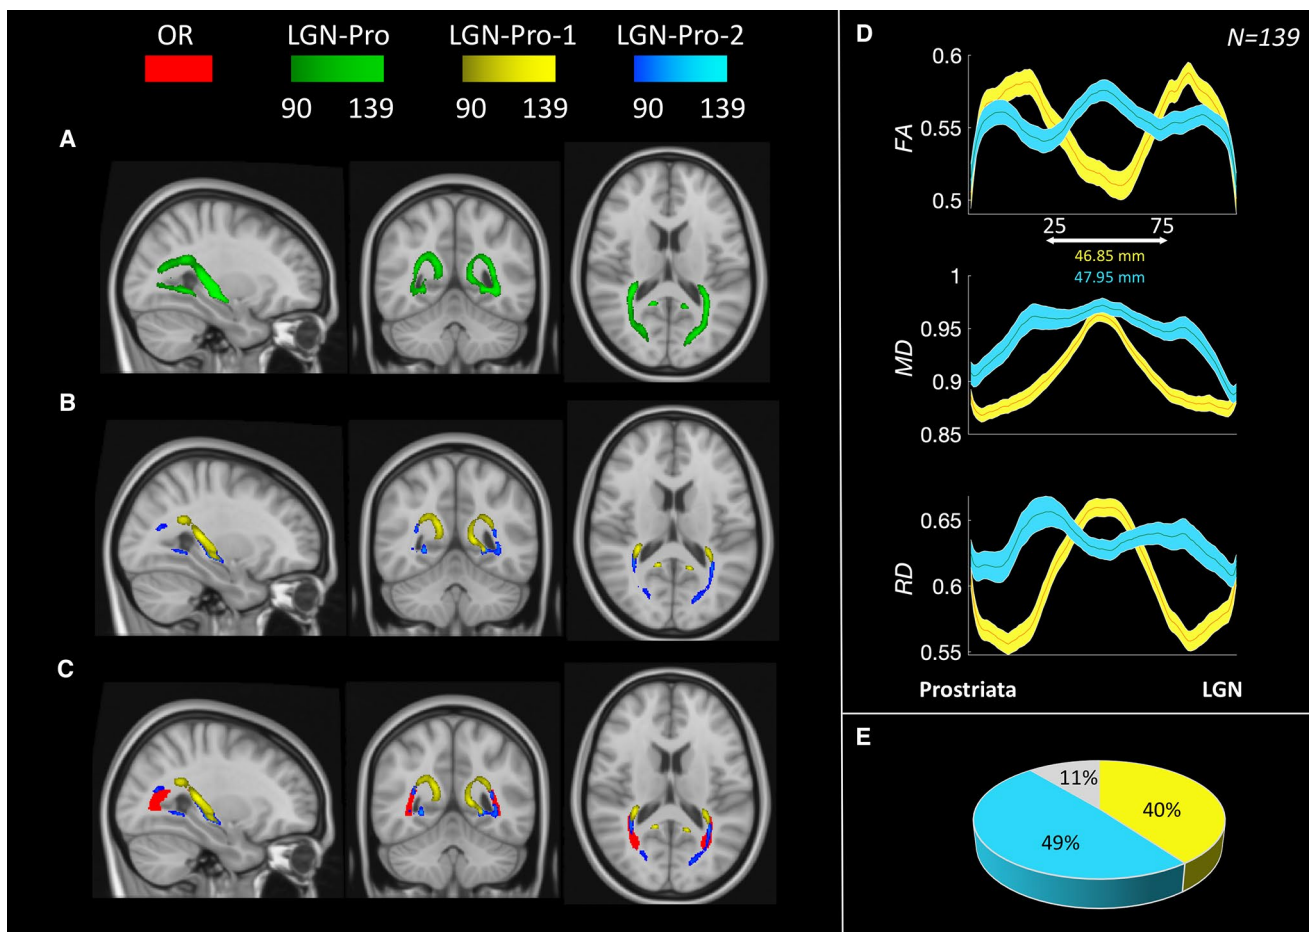 OR LGN-Pro LGN-Pro-1 LGN-Pro-2
90 139 90 139 90 139
A
B
C
D N=139
0.6
0.55
0.5
FA
25 75
46.85 mm
47.95 mm
1
0.95
0.9
0.85
MD
0.65
0.6
0.55
RD
Prostriata LGN
E
11%
40%
49%